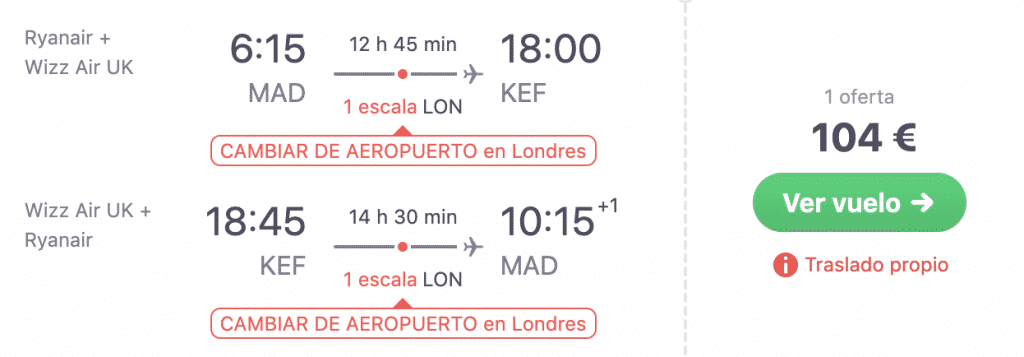 Ryanair +
Wizz Air UK
6:15
12 h 45 min
18:00
MAD
KEF
1 escala LON
CAMBIAR DE AEROPUERTO en Londres
Wizz Air UK +
Ryanair
18:45
14 h 30 min
10:15+1
KEF
MAD
1 escala LON
CAMBIAR DE AEROPUERTO en Londres
1 oferta
104 €
Ver vuelo →
Traslado propio